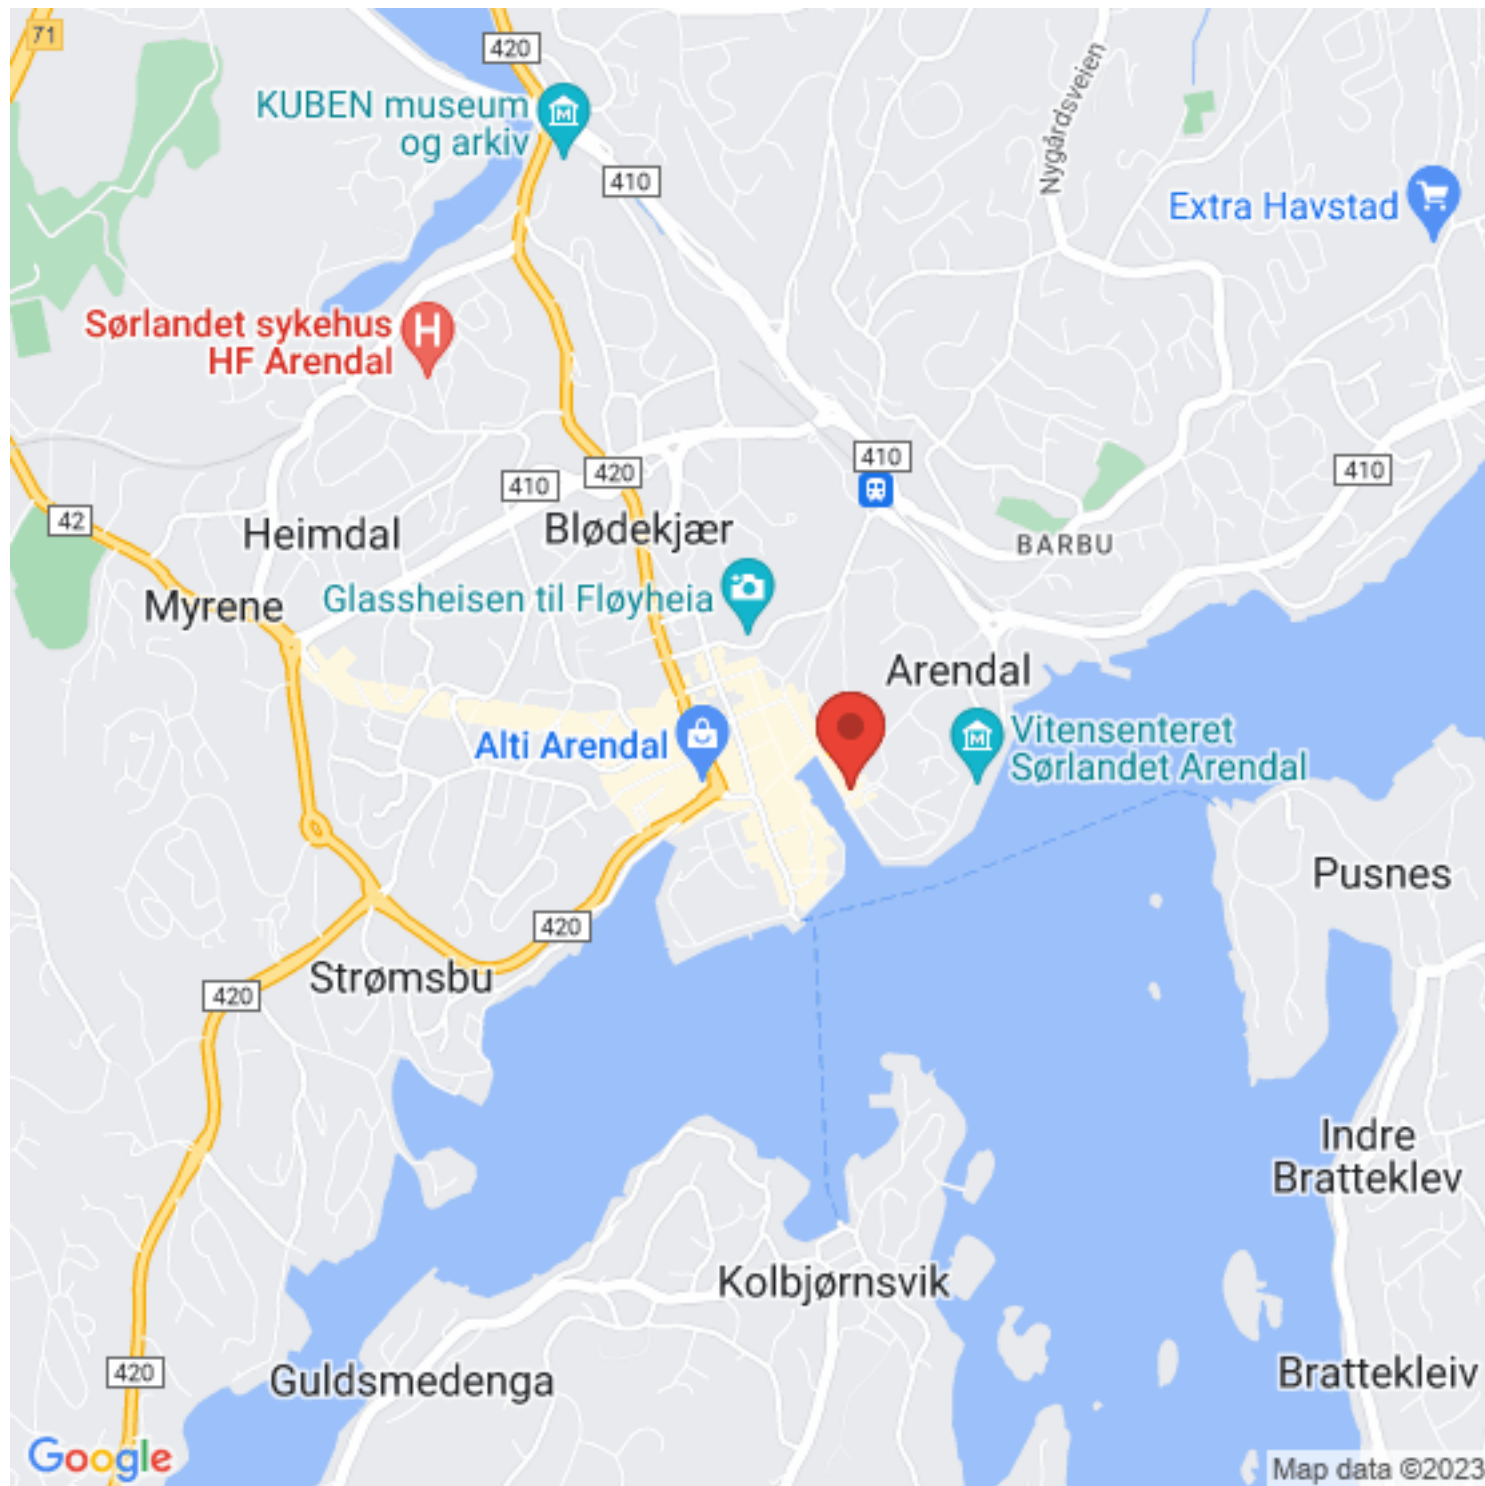 71
420
KUBEN museum
og arkiv
410
Nygårdsveien
Extra Havstad
Sørlandet sykehus
HF Arendal
H
410
420
410
410
42
Heimdal
Blødekjær
BARBU
Glassheisen til Fløyheia
Myrene
Arendal
Alti Arendal
Vitensenteret
Sørlandet Arendal
Pusnes
420
Strømsbu
420
Indre
Bratteklev
Kolbjørnsvik
420
Guldsmedenga
Brattekleiv
Google
Map data ©2023